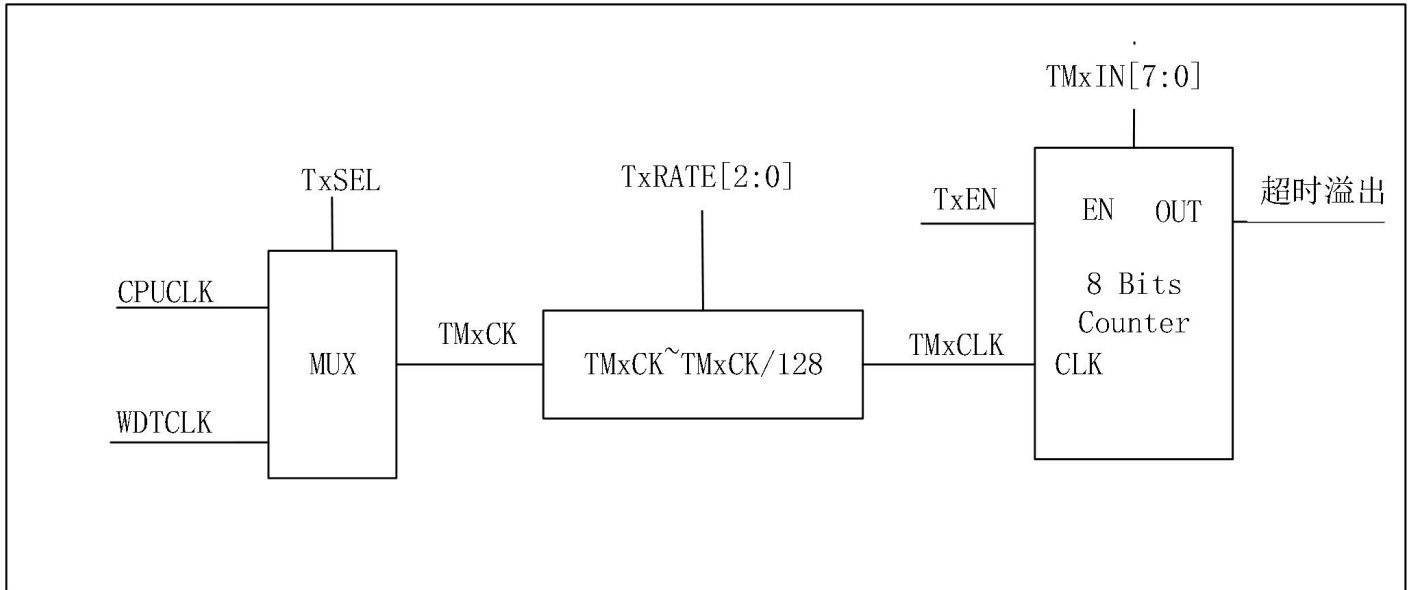 TMxIN[7:0]
TxSEL
TxRATE[2:0]
TxEN
EN OUT
超时溢出
CPUCLK
8 Bits
Counter
TMxCK
TMxCLK
MUX
TMxCK~TMxCK/128
CLK
WDTCLK